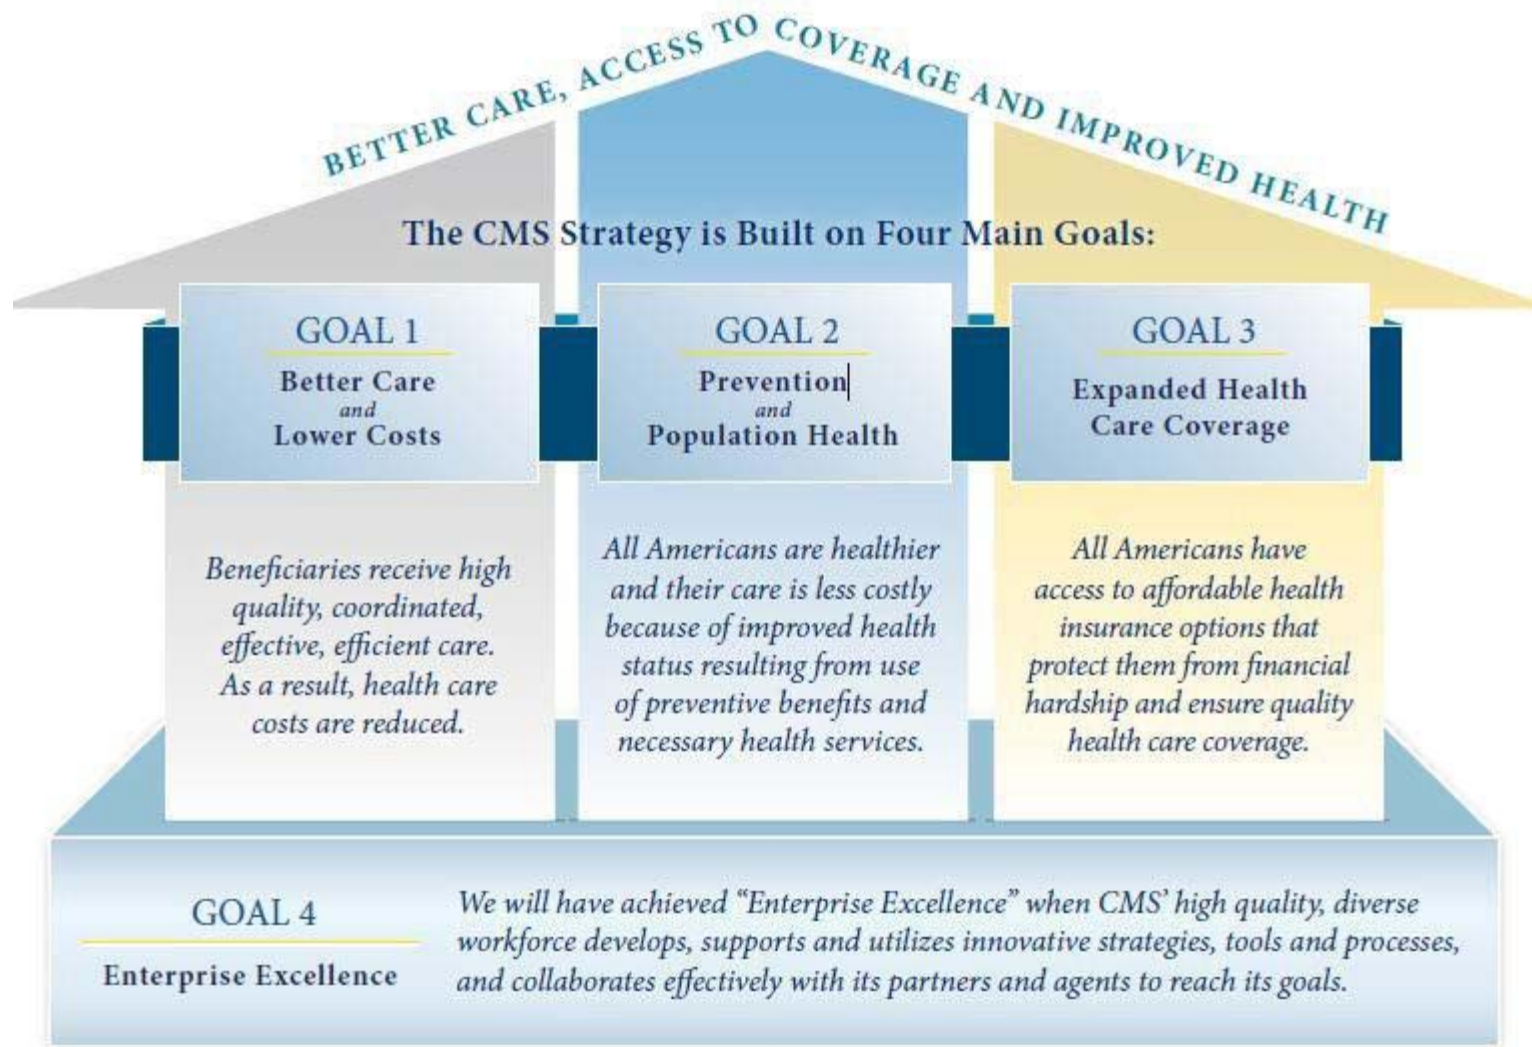 BETTER CARE, ACCESS TO COVERAGE AND IMPROVED HEALTH
The CMS Strategy is Built on Four Main Goals:
GOAL 1
Better Care
and
Lower Costs
Beneficiaries receive high
quality, coordinated,
effective, efficient care.
As a result, health care
costs are reduced.
GOAL 2
Prevention
and
Population Health
All Americans are healthier
and their care is less costly
because of improved health
status resulting from use
of preventive benefits and
necessary health services.
GOAL 3
Expanded Health
Care Coverage
All Americans have
access to affordable health
insurance options that
protect them from financial
hardship and ensure quality
health care coverage.
GOAL 4
Enterprise Excellence
We will have achieved “Enterprise Excellence” when CMS’ high quality, diverse
workforce develops, supports and utilizes innovative strategies, tools and processes,
and collaborates effectively with its partners and agents to reach its goals.